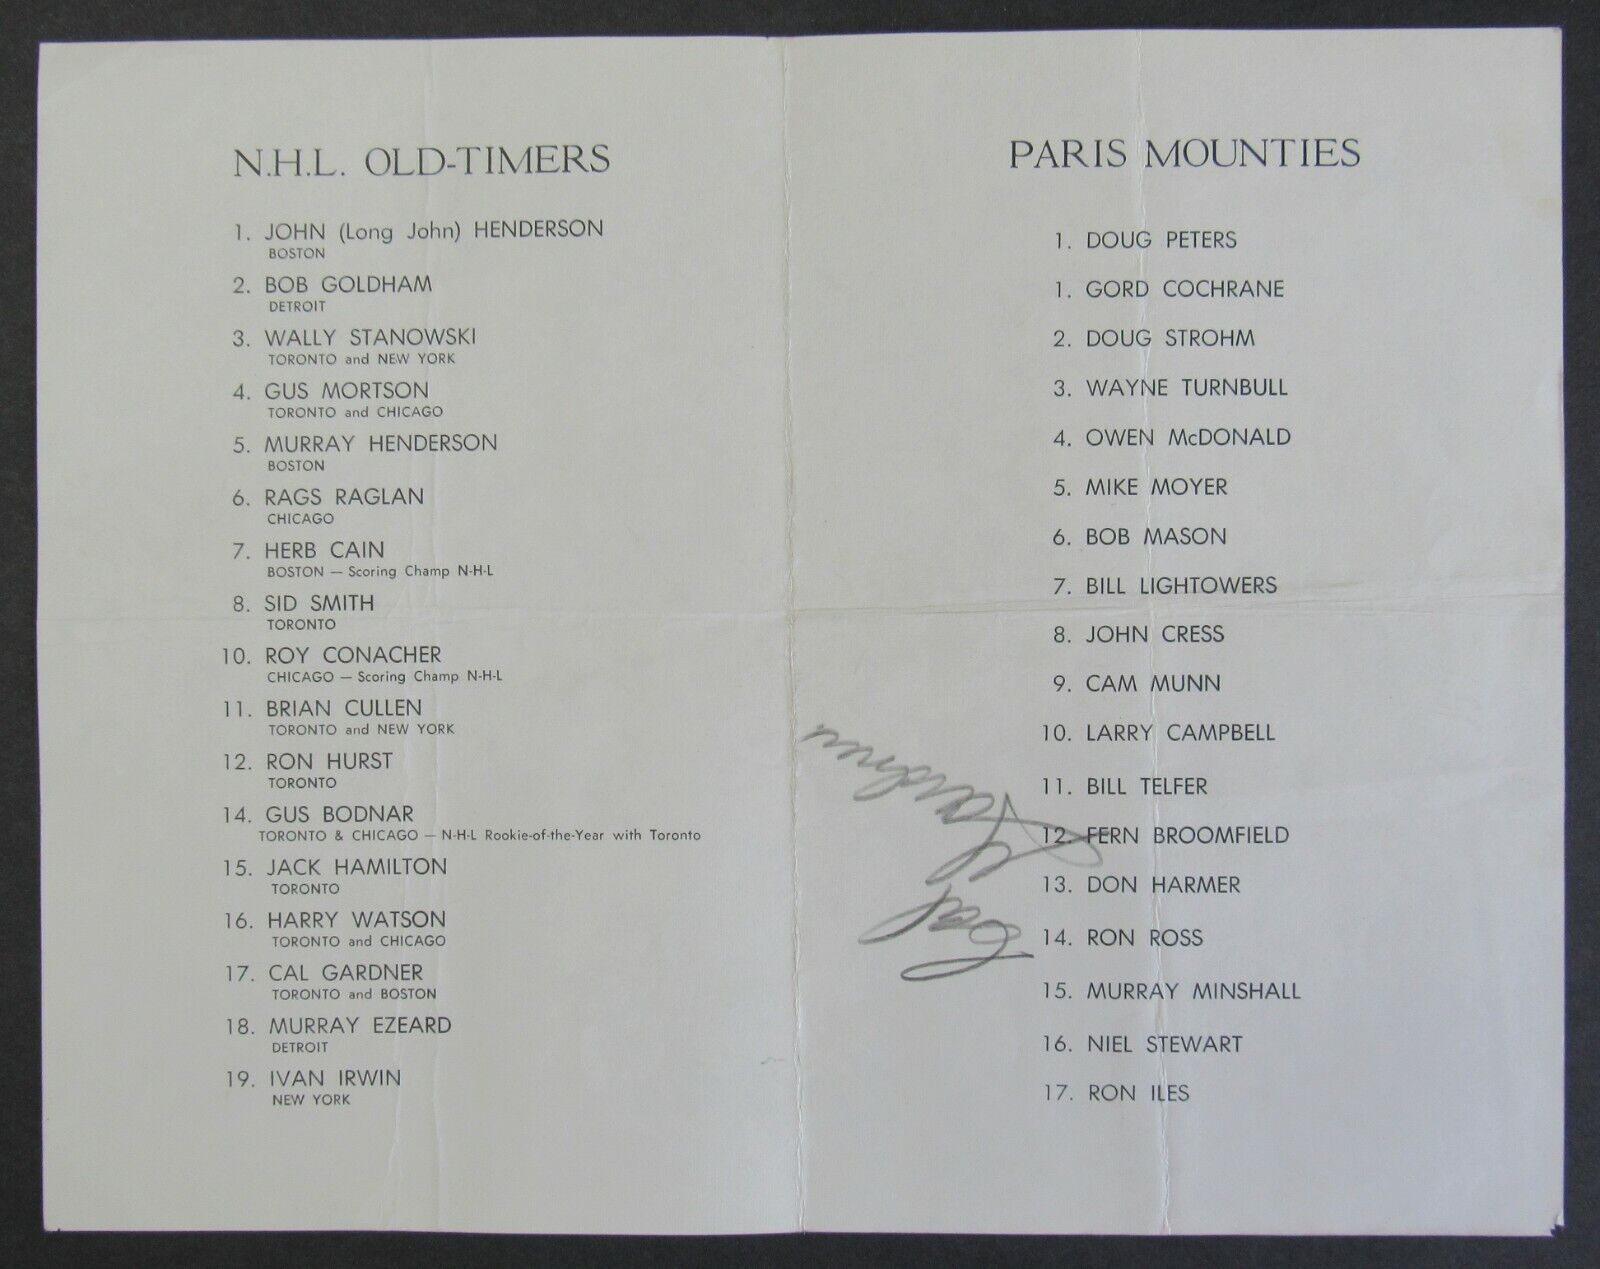 N.H.L. OLD-TIMERS
1. JOHN (Long John) HENDERSON
BOSTON
2. BOB GOLDHAM
DETROIT
3. WALLY STANOWSKI
TORONTO and NEW YORK
4. GUS MORTSON
TORONTO and CHICAGO
5. MURRAY HENDERSON
BOSTON
6. RAGS RAGLAN
CHICAGO
7. HERB CAIN
BOSTON — Scoring Champ N-H-L
8. SID SMITH
TORONTO
10. ROY CONACHER
CHICAGO — Scoring Champ N-H-L
11. BRIAN CULLEN
TORONTO and NEW YORK
12. RON HURST
TORONTO
14. GUS BODNAR
TORONTO & CHICAGO — N-H-L Rookie-of-the-Year with Toronto
15. JACK HAMILTON
TORONTO
16. HARRY WATSON
TORONTO and CHICAGO
17. CAL GARDNER
TORONTO and BOSTON
18. MURRAY EZEARD
DETROIT
19. IVAN IRWIN
NEW YORK
PARIS MOUNTIES
1. DOUG PETERS
1. GORD COCHRANE
2. DOUG STROHM
3. WAYNE TURNBULL
4. OWEN McDONALD
5. MIKE MOYER
6. BOB MASON
7. BILL LIGHTOWERS
8. JOHN CRESS
9. CAM MUNN
10. LARRY CAMPBELL
11. BILL TELFER
12. FERN BROOMFIELD
13. DON HARMER
14. RON ROSS
15. MURRAY MINSHALL
16. NIEL STEWART
17. RON ILES
Cal Gardner